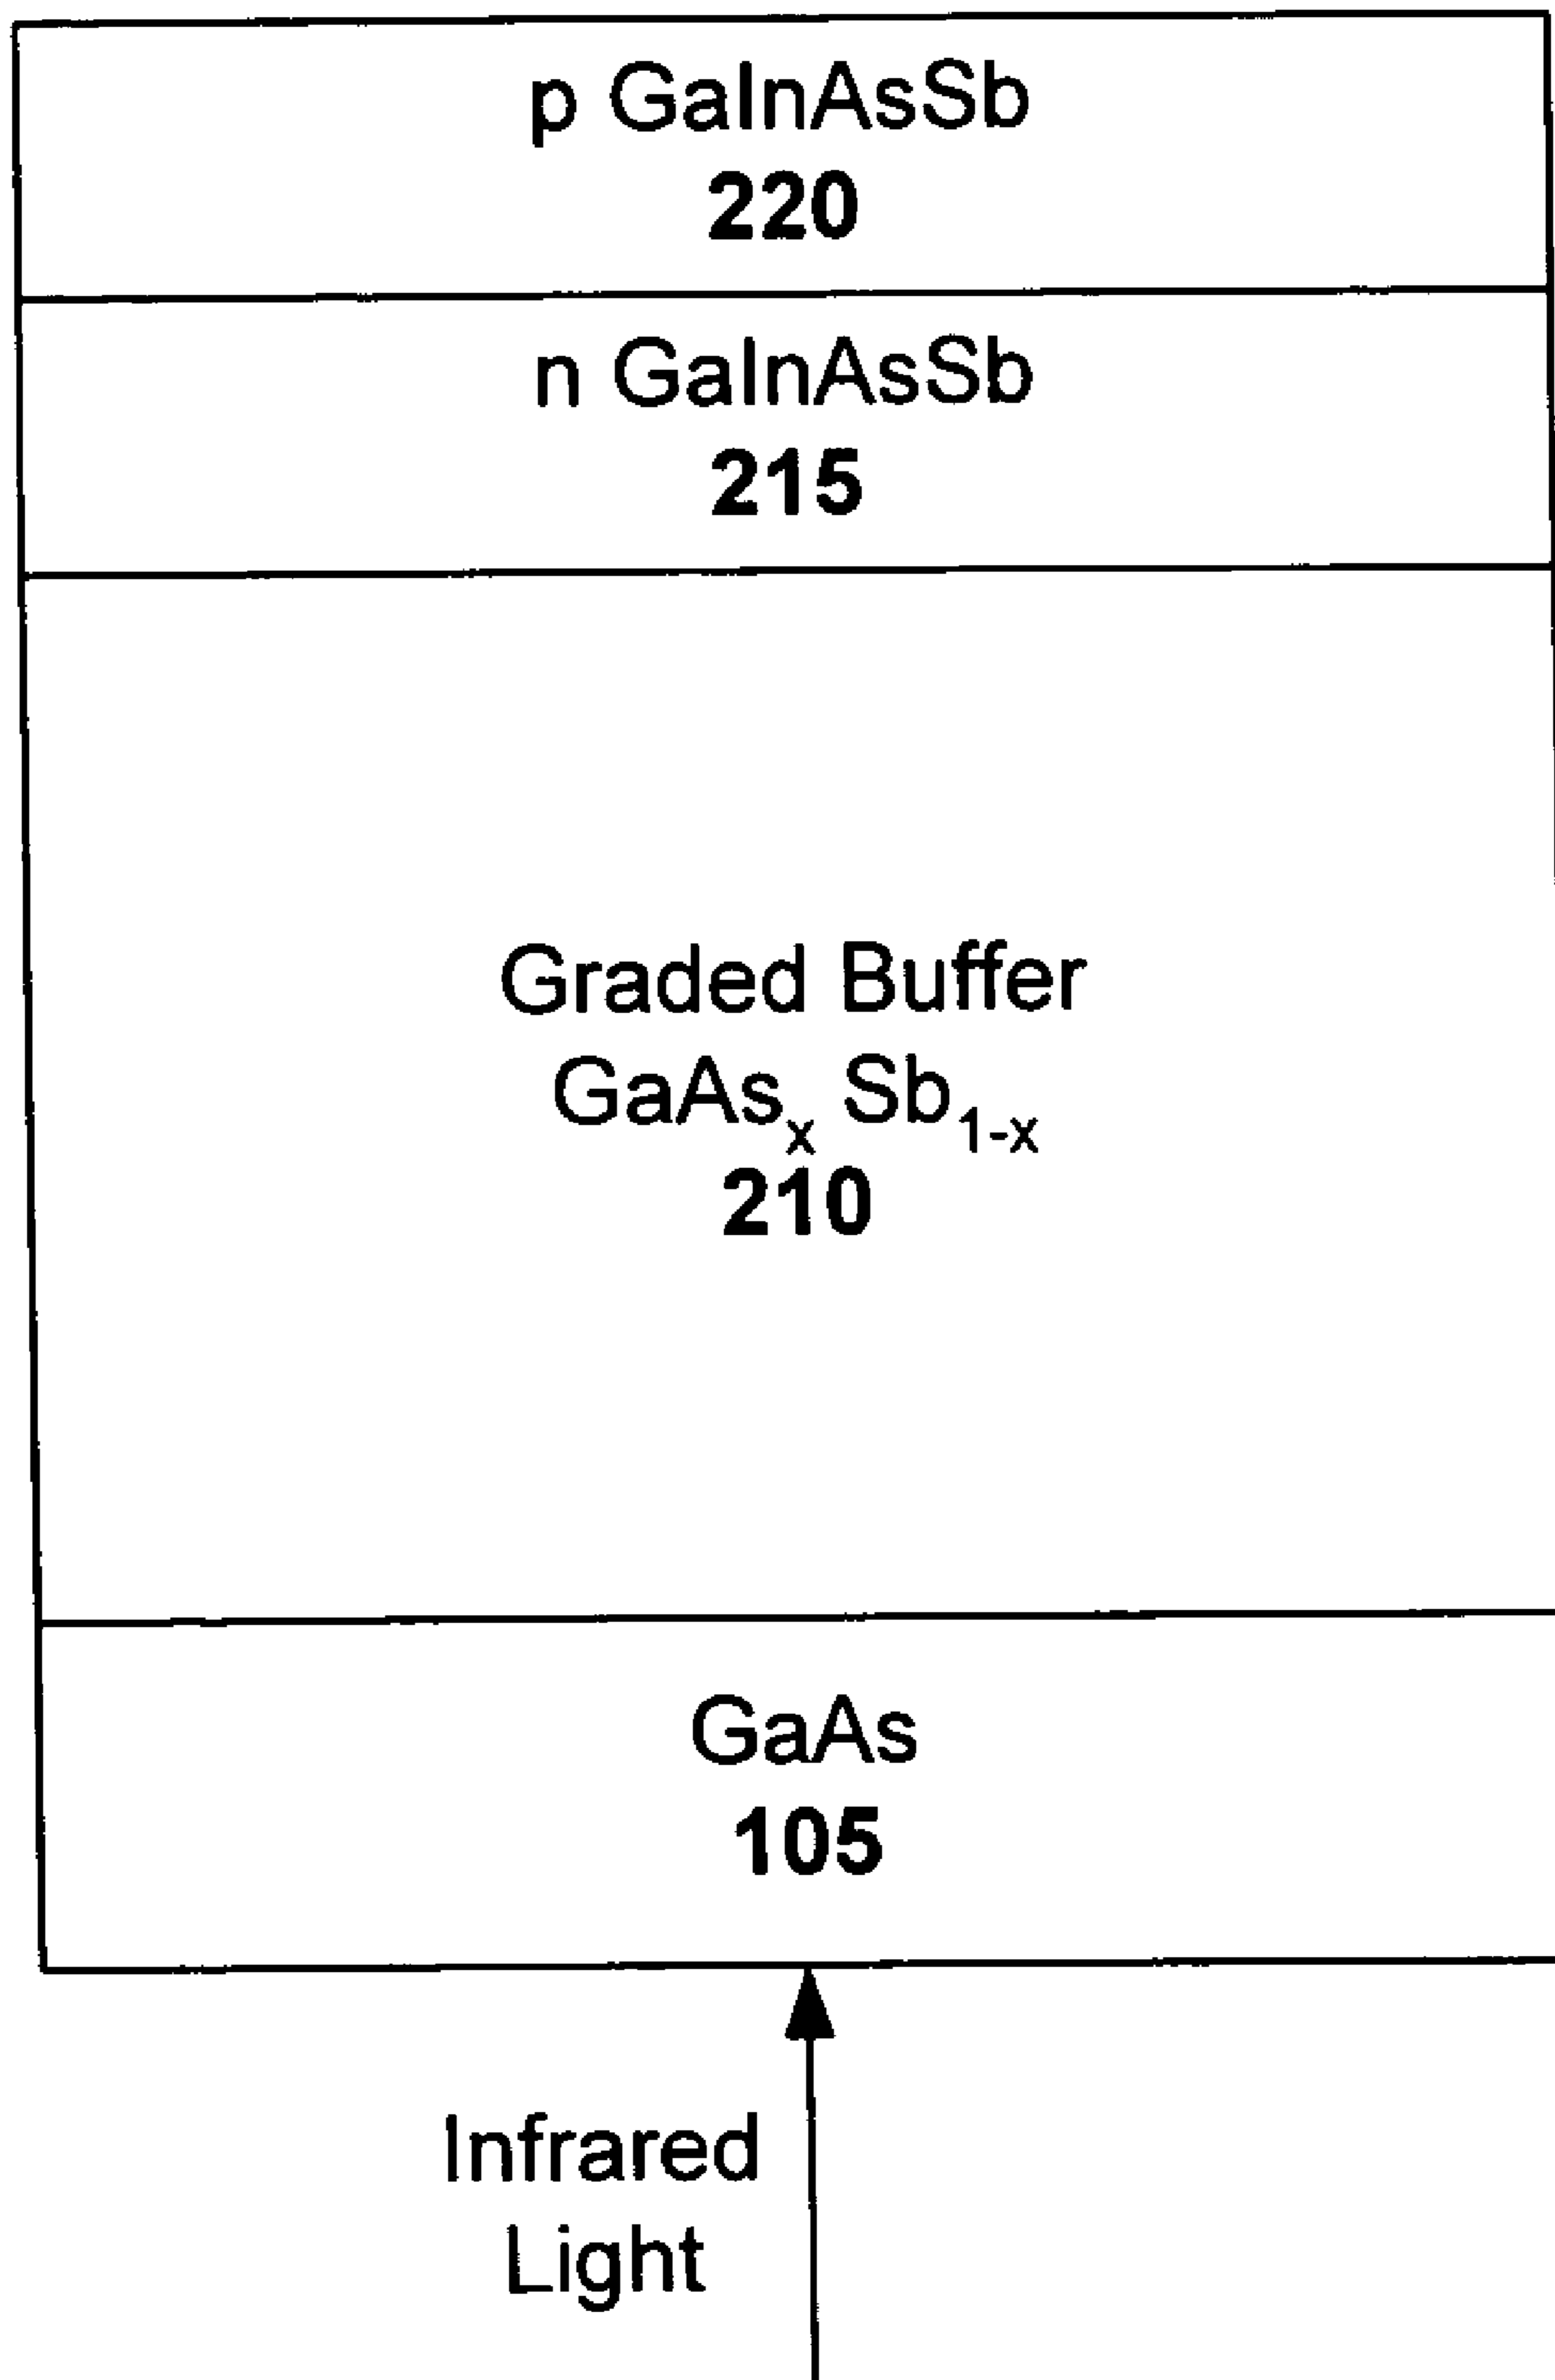 p GaInAsSb
220
n GaInAsSb
215
Graded Buffer
GaAsₓ Sb₁₋ₓ
210
GaAs
105
Infrared
Light